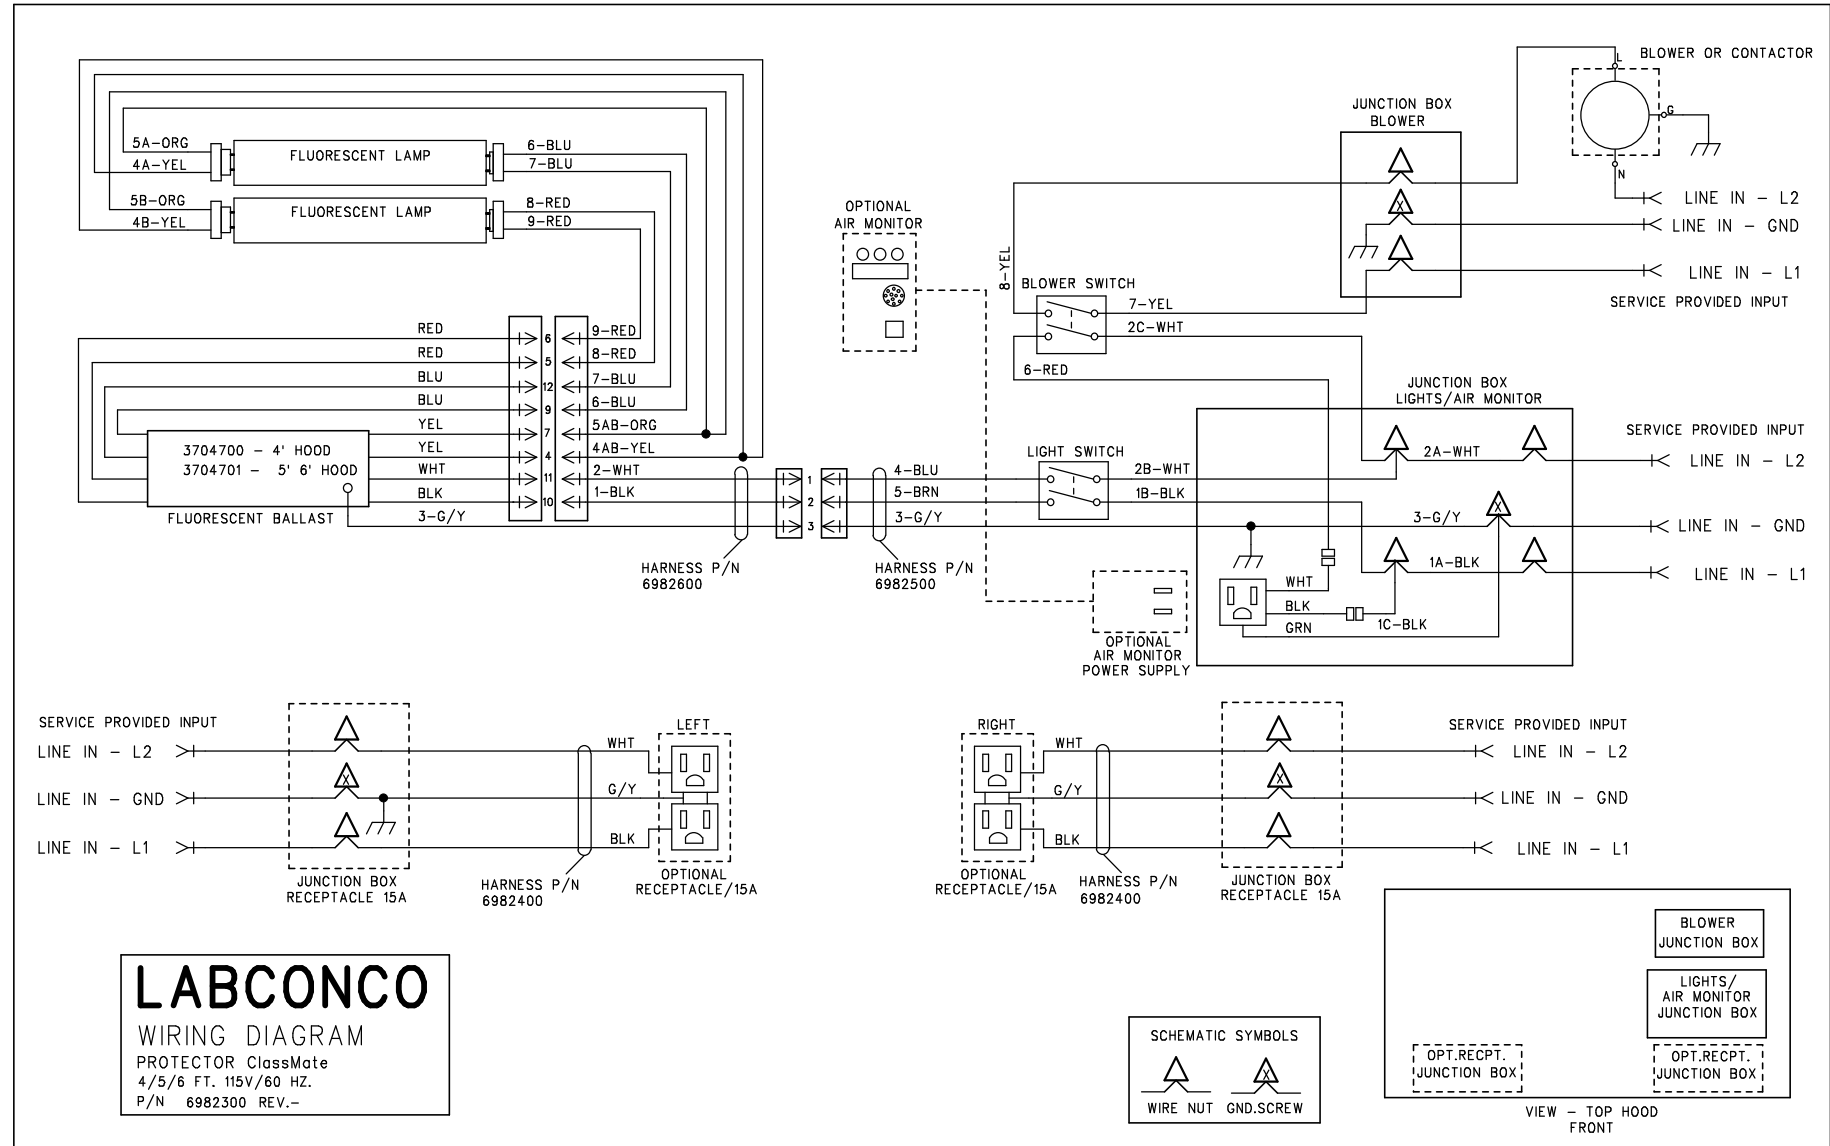 BLOWER OR CONTACTOR
L
G
N
JUNCTION BOX
BLOWER
X
LINE IN - L2
LINE IN - GND
LINE IN - L1
SERVICE PROVIDED INPUT
5A-ORG
4A-YEL
FLUORESCENT LAMP
6-BLU
7-BLU
5B-ORG
4B-YEL
FLUORESCENT LAMP
8-RED
9-RED
OPTIONAL
AIR MONITOR
8-YEL
BLOWER SWITCH
7-YEL
2C-WHT
6-RED
RED
6
9-RED
RED
5
8-RED
BLU
12
7-BLU
BLU
9
6-BLU
YEL
7
5AB-ORG
YEL
4
4AB-YEL
WHT
11
2-WHT
BLK
10
1-BLK
3-G/Y
3704700 - 4' HOOD
3704701 - 5' 6' HOOD
FLUORESCENT BALLAST
1
2
3
4-BLU
5-BRN
3-G/Y
HARNESS P/N
6982600
HARNESS P/N
6982500
LIGHT SWITCH
2B-WHT
1B-BLK
JUNCTION BOX
LIGHTS/AIR MONITOR
2A-WHT
3-G/Y
X
1A-BLK
WHT
BLK
1C-BLK
GRN
SERVICE PROVIDED INPUT
LINE IN - L2
LINE IN - GND
LINE IN - L1
OPTIONAL
AIR MONITOR
POWER SUPPLY
SERVICE PROVIDED INPUT
LINE IN - L2
LINE IN - GND
LINE IN - L1
X
JUNCTION BOX
RECEPTACLE 15A
WHT
G/Y
BLK
HARNESS P/N
6982400
LEFT
OPTIONAL
RECEPTACLE/15A
RIGHT
OPTIONAL
RECEPTACLE/15A
WHT
G/Y
BLK
HARNESS P/N
6982400
X
JUNCTION BOX
RECEPTACLE 15A
SERVICE PROVIDED INPUT
LINE IN - L2
LINE IN - GND
LINE IN - L1
LABCONCO
WIRING DIAGRAM
PROTECTOR ClassMate
4/5/6 FT. 115V/60 HZ.
P/N 6982300 REV.-
SCHEMATIC SYMBOLS
X
WIRE NUT GND.SCREW
BLOWER
JUNCTION BOX
LIGHTS/
AIR MONITOR
JUNCTION BOX
OPT.RECPT.
JUNCTION BOX
OPT.RECPT.
JUNCTION BOX
VIEW - TOP HOOD
FRONT